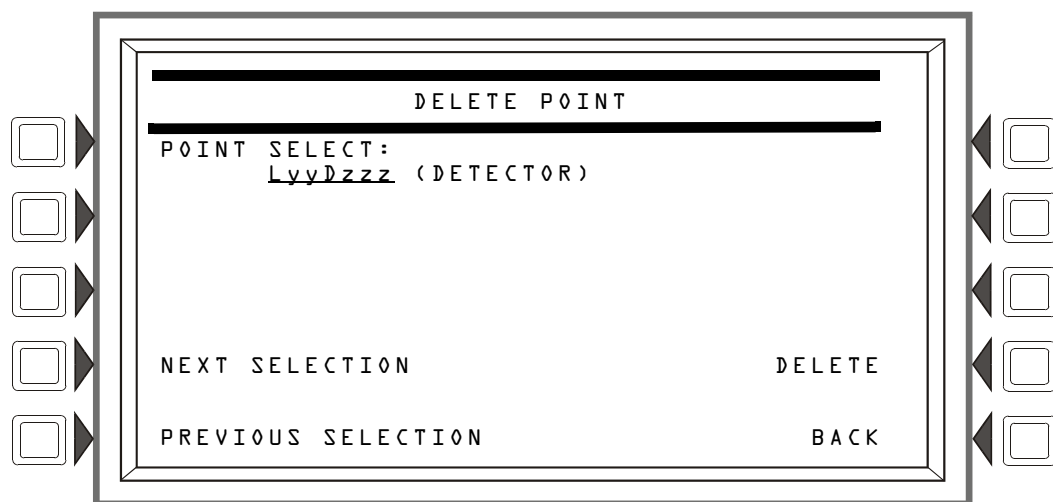 DELETE POINT
POINT SELECT:
LyyDzzz (DETECTOR)
NEXT SELECTION DELETE
PREVIOUS SELECTION BACK